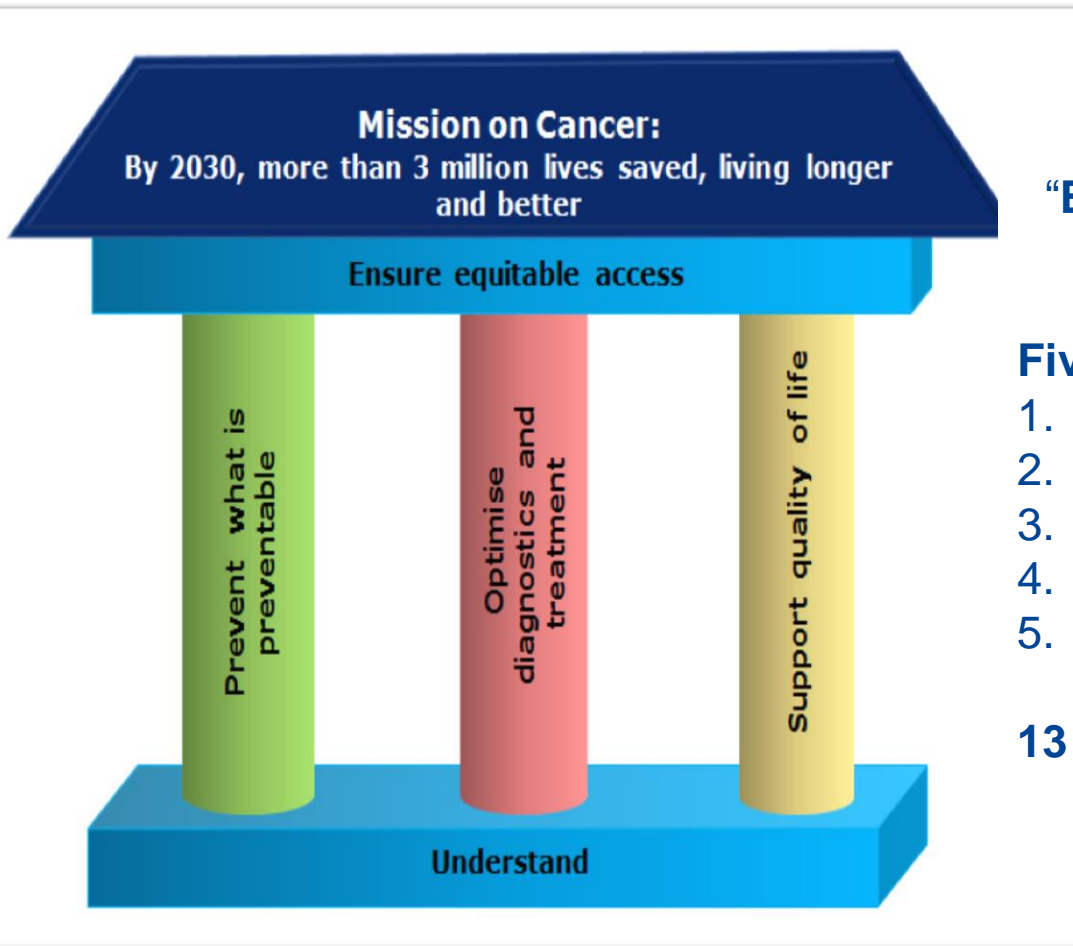 Mission on Cancer:
By 2030, more than 3 million lives saved, living longer
and better
Ensure equitable access
Prevent what is
preventable
Optimise
diagnostics and
treatment
Support quality of life
Understand
1.
2.
3.
4.
5.
13